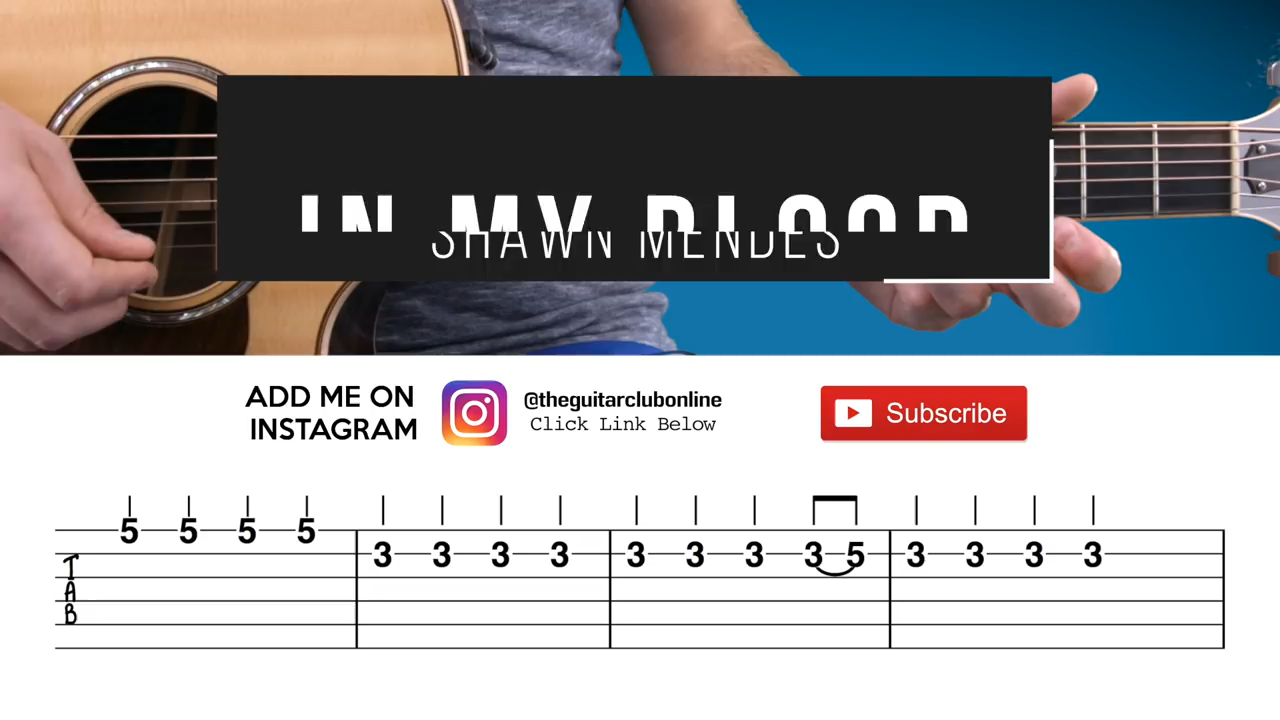 IN MY BLOOD
SHAWN MENDES
ADD ME ON
INSTAGRAM
@theguitarclubonline
Click Link Below
Subscribe
5 5 5 5 3 3 3 3 3 3 3 3 5 3 3 3 3
T
A
B